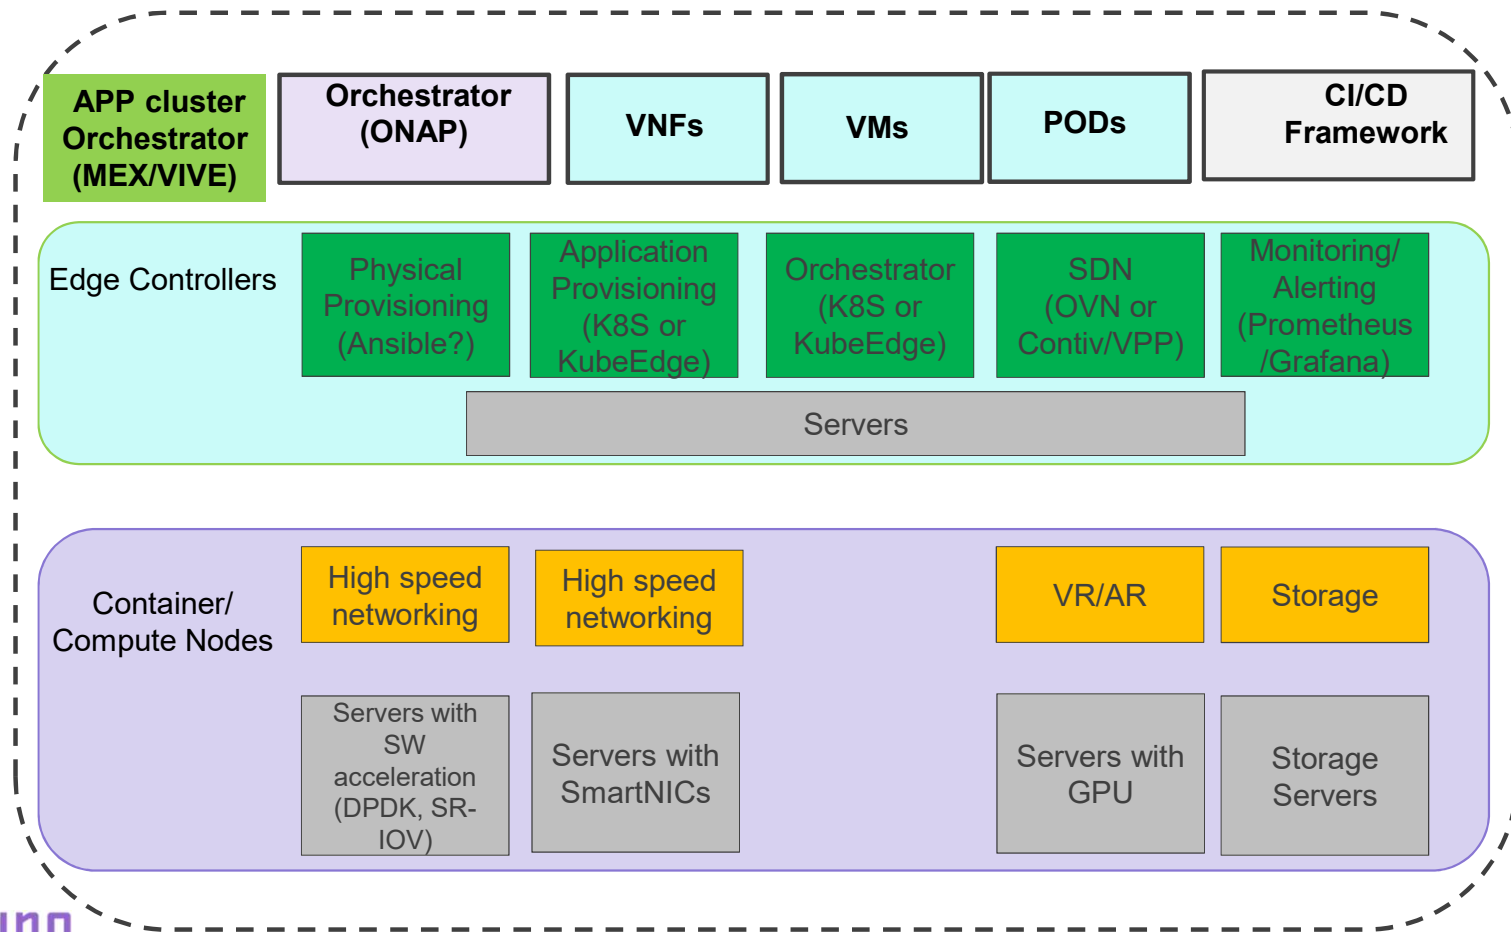 APP cluster
Orchestrator
(MEX/VIVE)
Orchestrator
(ONAP)
VNFs
VMs
PODs
CI/CD
Framework
Edge Controllers
Physical
Provisioning
(Ansible?)
Application
Provisioning
(K8S or
KubeEdge)
Orchestrator
(K8S or
KubeEdge)
SDN
(OVN or
Contiv/VPP)
Monitoring/
Alerting
(Prometheus
/Grafana)
Servers
Container/
Compute Nodes
High speed
networking
High speed
networking
VR/AR
Storage
Servers with
SW
acceleration
(DPDK, SR-
IOV)
Servers with
SmartNICs
Servers with
GPU
Storage
Servers